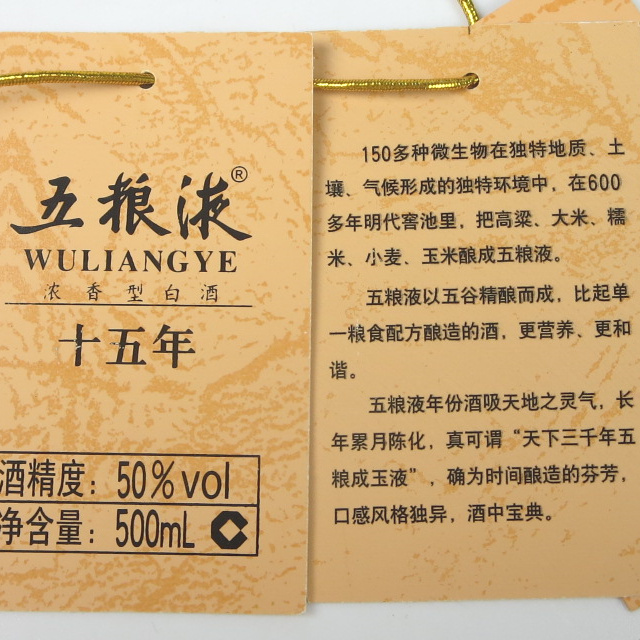 五粮液®
WULIANGYE
浓香型白酒
十五年
酒精度：50%vol
净含量：500mL
150多种微生物在独特地质、土
壤、气候形成的独特环境中，在600
多年明代窖池里，把高粱、大米、糯
米、小麦、玉米酿成五粮液。
五粮液以五谷精酿而成，比起单
一粮食配方酿造的酒，更营养、更和
谐。
五粮液年份酒吸天地之灵气，长
年累月陈化，真可谓“天下三千年五
粮成玉液”，确为时间酿造的芬芳，
口感风格独异，酒中宝典。